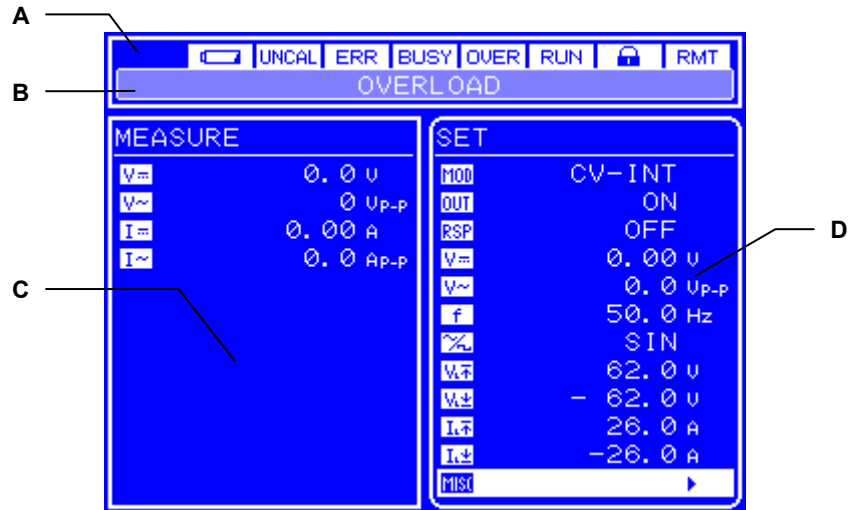 A
UNCAL ERR BUSY OVER RUN RMT
B
OVERLOAD
MEASURE
V 0.0 V
V~ 0 Vp-p
I 0.00 A
I~ 0.0 Ap-p
C
SET
MOD CV-INT
OUT ON
RSP OFF
V 0.00 V
V~ 0.0 Vp-p
f 50.0 Hz
SIN
V 62.0 V
V - 62.0 V
I 26.0 A
I -26.0 A
MISC
D